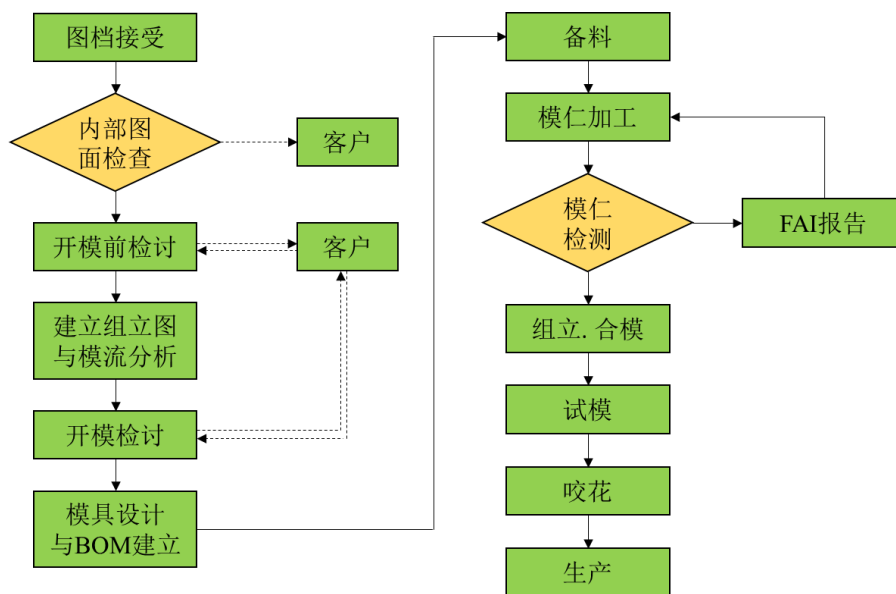 图档接受
内部图
面检查
客户
开模前检讨
客户
建立组立图
与模流分析
开模检讨
模具设计
与BOM建立
备料
模仁加工
模仁
检测
FAI报告
组立. 合模
试模
咬花
生产